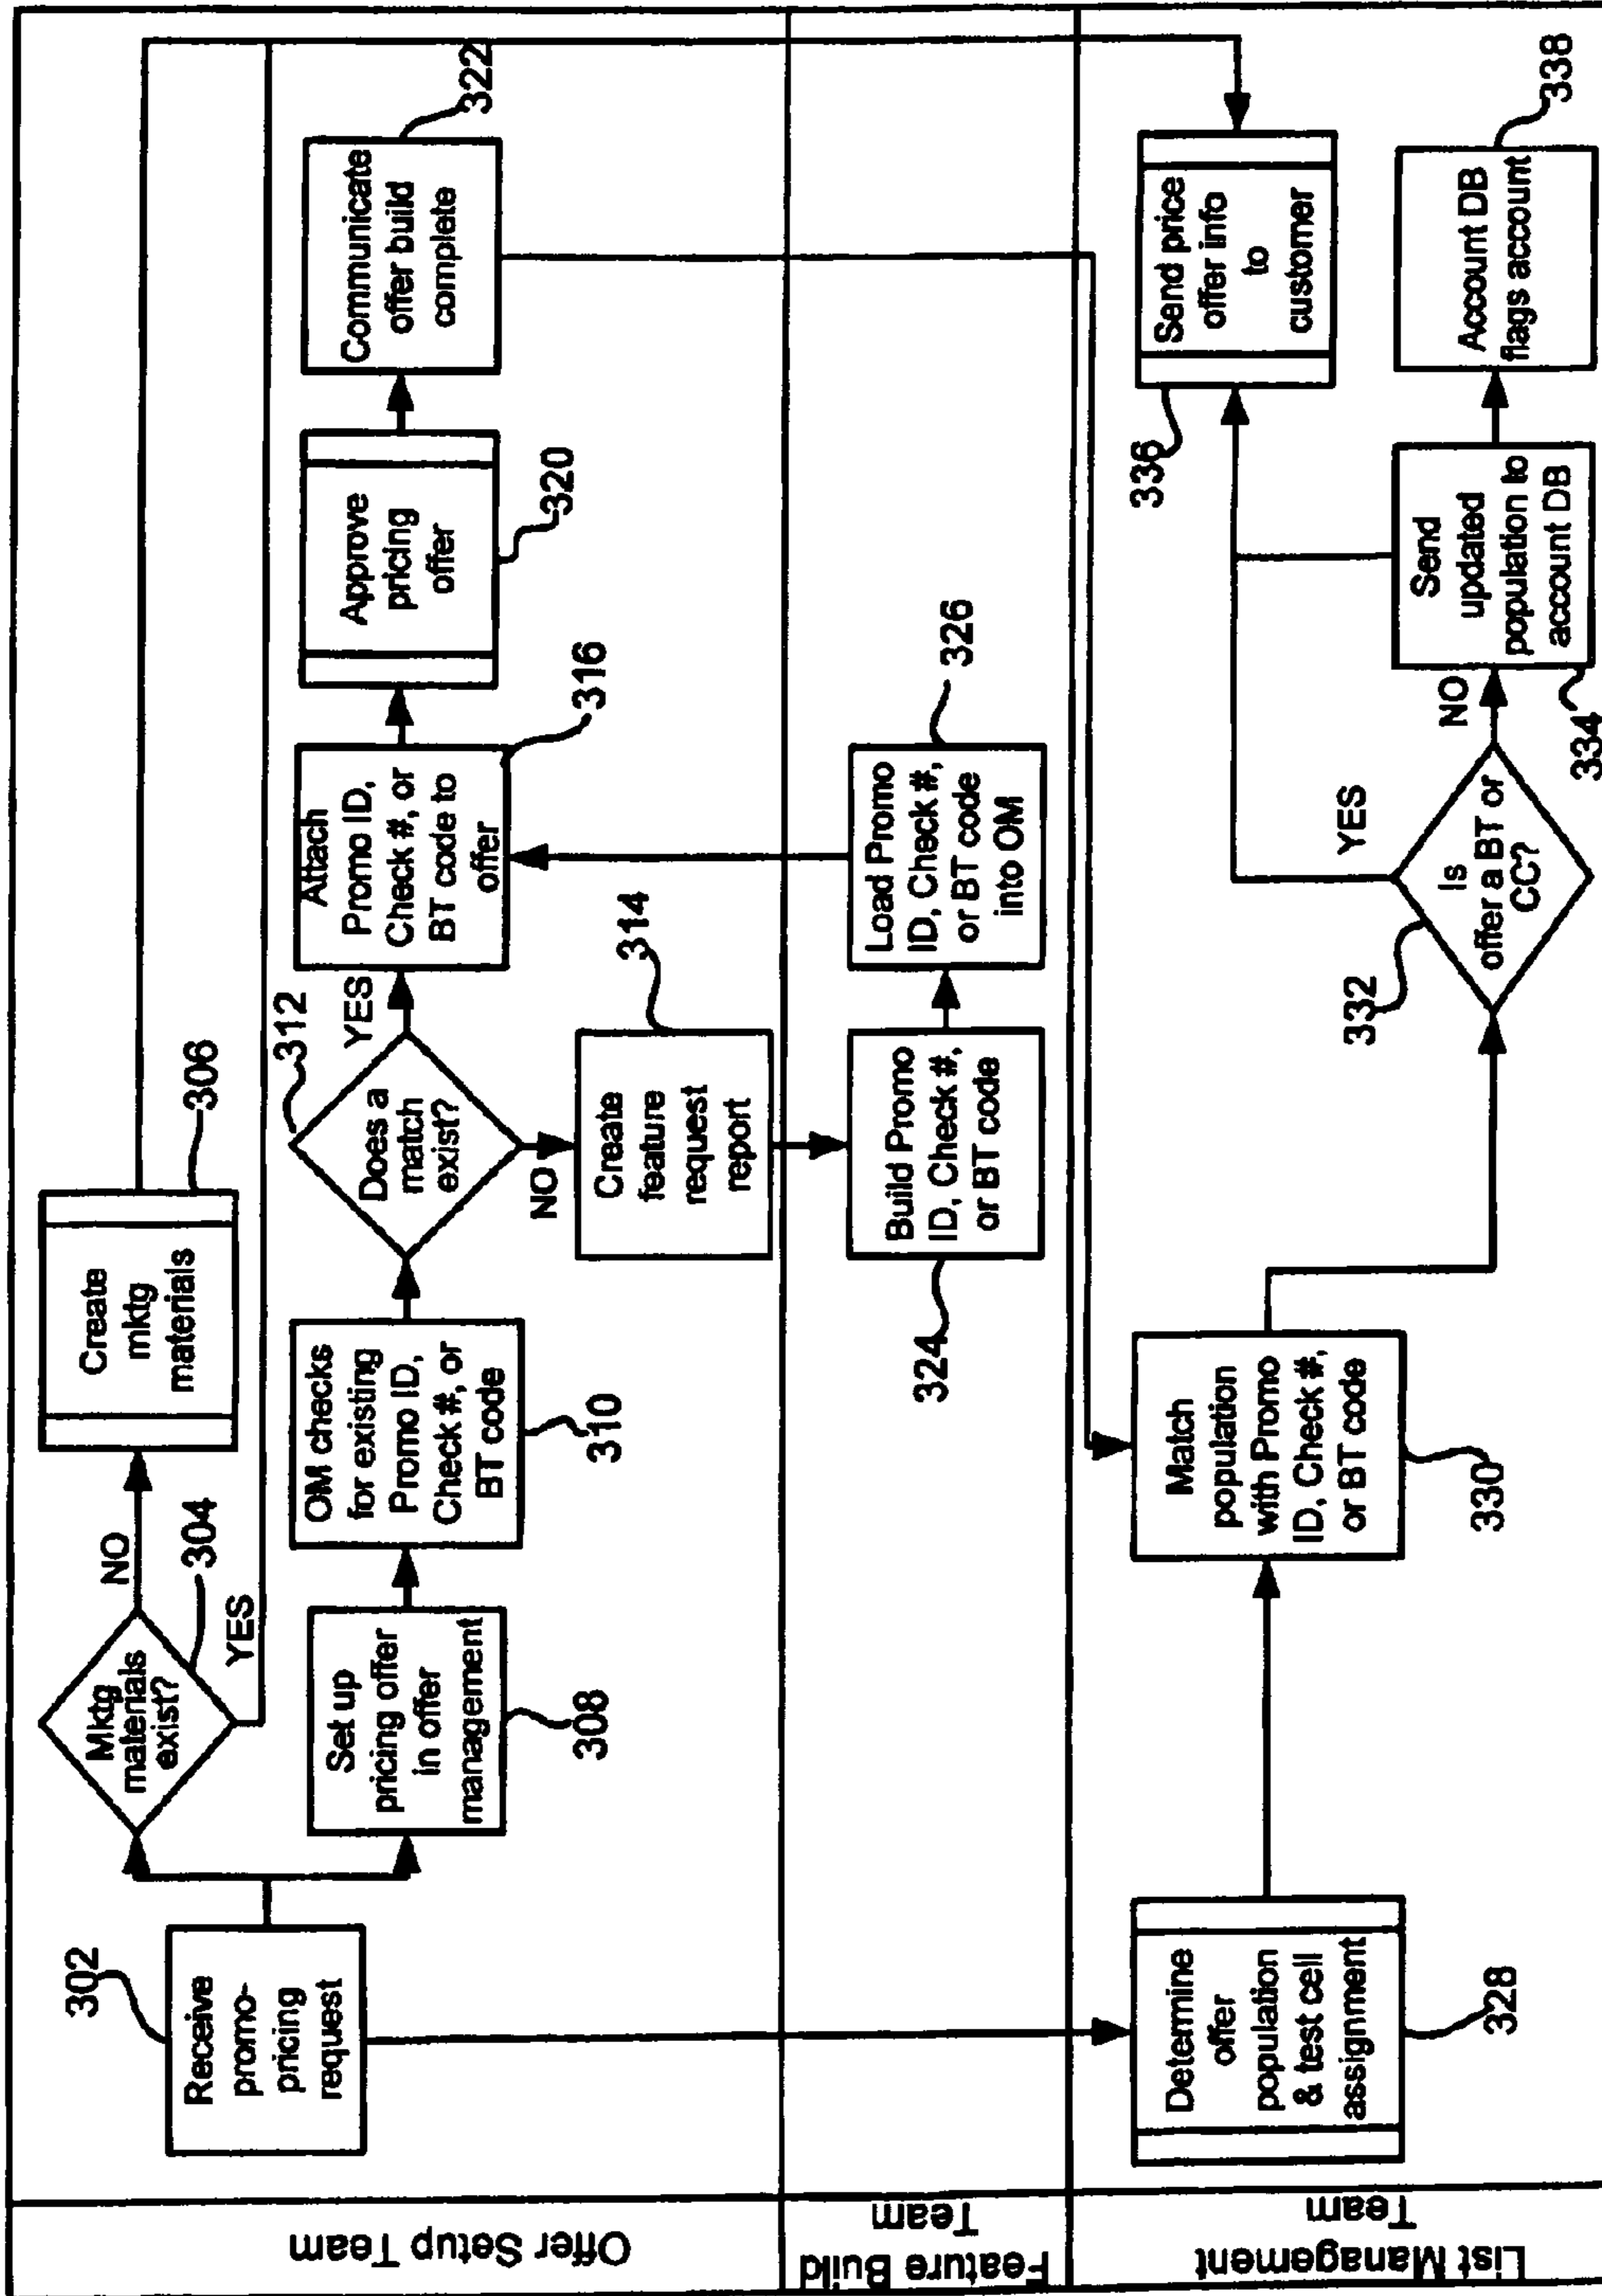 Offer Setup Team
Receive
promo-
pricing
request
302
Mktg
materials
exist?
304
NO
YES
Create
mktg
materials
306
Set up
pricing offer
in offer
management
308
OM checks
for existing
Promo ID,
Check #, or
BT code
310
Does a
match
exist?
312
YES
NO
Create
feature
request
report
314
Attach
Promo ID,
Check #, or
BT code to
offer
316
Approve
pricing
offer
320
Communicate
offer build
complete
322
Feature Build
Team
Build Promo
ID, Check #,
or BT code
324
Load Promo
ID, Check #,
or BT code
into OM
326
List Management
Team
Determine
offer
population
& test cell
assignment
328
Match
population
with Promo
ID, Check #,
or BT code
330
Is
offer a BT or
CC?
332
YES
NO
Send
updated
population to
account DB
334
Send price
offer info
to
customer
336
Account DB
flags account
338